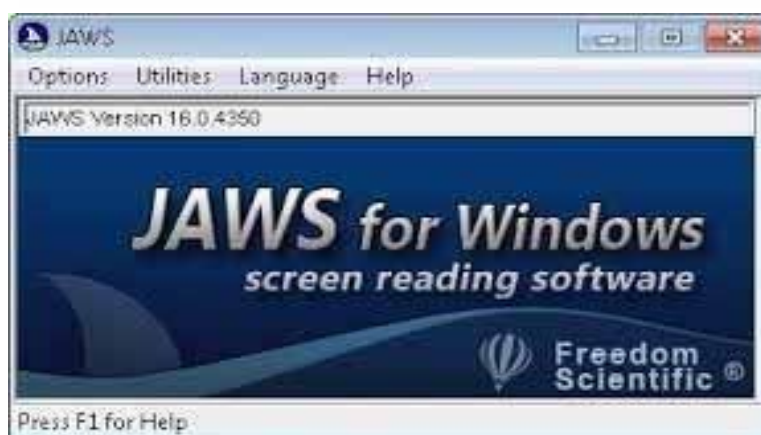 JAWS
Options Utilities Language Help
JAWS Version 16.0.4350
JAWS for Windows
screen reading software
Freedom
Scientific ®
Press F1 for Help